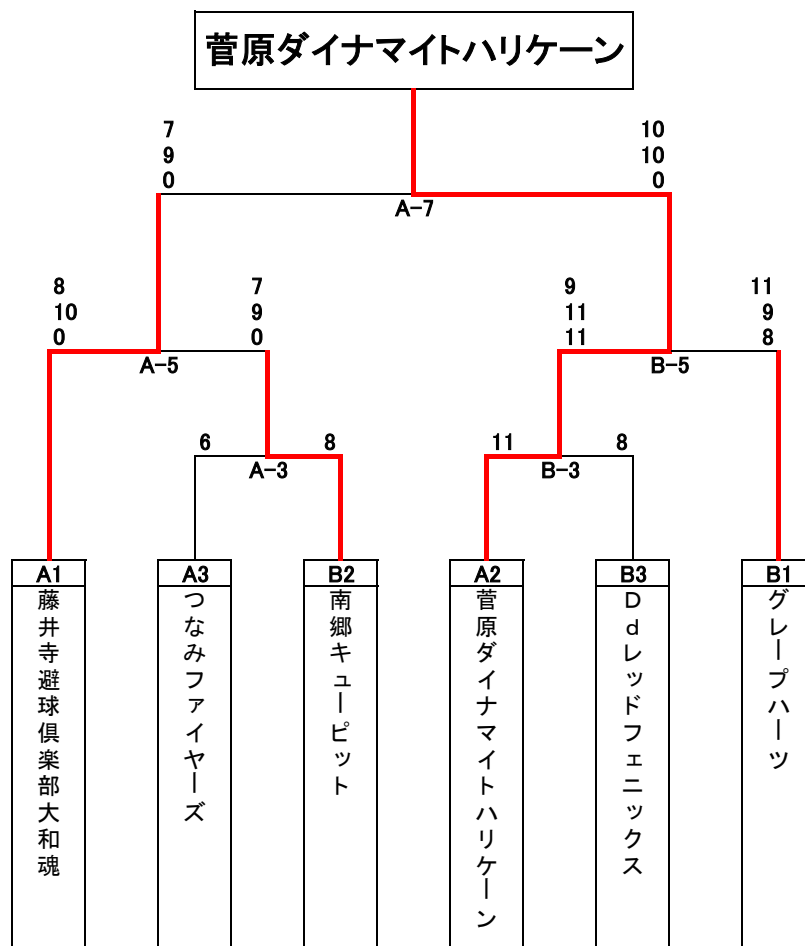 菅原ダイナマイトハリケーン
7 10
9 10
0 0
A-7
8 7 9 11
10 9 11 9
0 0 11 8
A-5 B-5
6 8 11 8
A-3 B-3
A1 A3 B2 A2 B3 B1
藤井寺避球倶楽部大和魂
つなみファイヤーズ
南郷キューピット
菅原ダイナマイトハリケーン
Ddレッドフェニックス
グレープハーツ